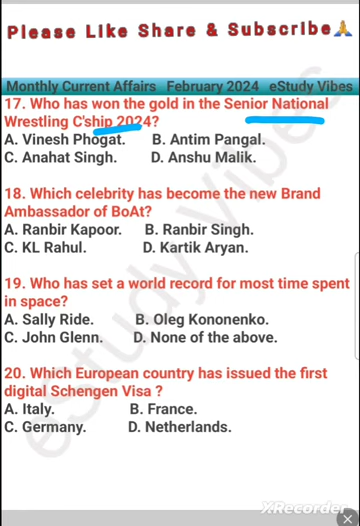 Please Like Share & Subscribe🙏
Monthly Current Affairs February 2024 eStudy Vibes
17. Who has won the gold in the Senior National
Wrestling C'ship 2024?
A. Vinesh Phogat. B. Antim Pangal.
C. Anahat Singh. D. Anshu Malik.
18. Which celebrity has become the new Brand
Ambassador of BoAt?
A. Ranbir Kapoor. B. Ranbir Singh.
C. KL Rahul. D. Kartik Aryan.
19. Who has set a world record for most time spent
in space?
A. Sally Ride. B. Oleg Kononenko.
C. John Glenn. D. None of the above.
20. Which European country has issued the first
digital Schengen Visa ?
A. Italy. B. France.
C. Germany. D. Netherlands.
eStudy Vibes
XRecorder